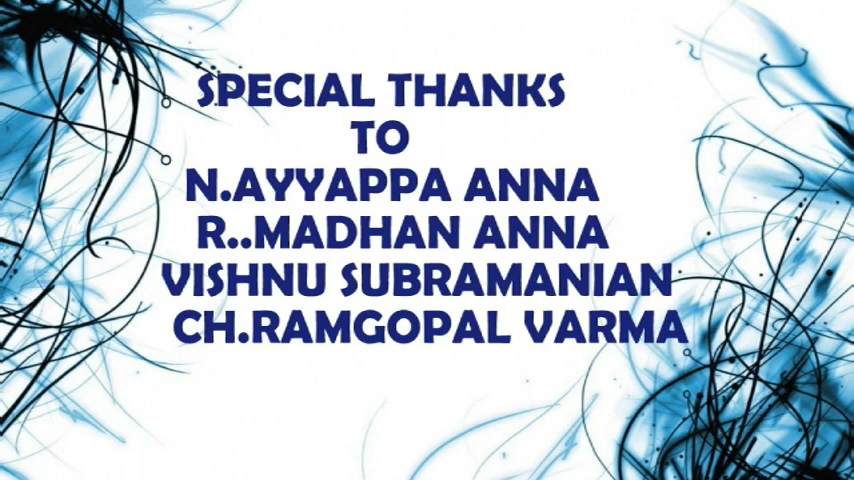 SPECIAL THANKS
TO
N.AYYAPPA ANNA
R..MADHAN ANNA
VISHNU SUBRAMANIAN
CH.RAMGOPAL VARMA